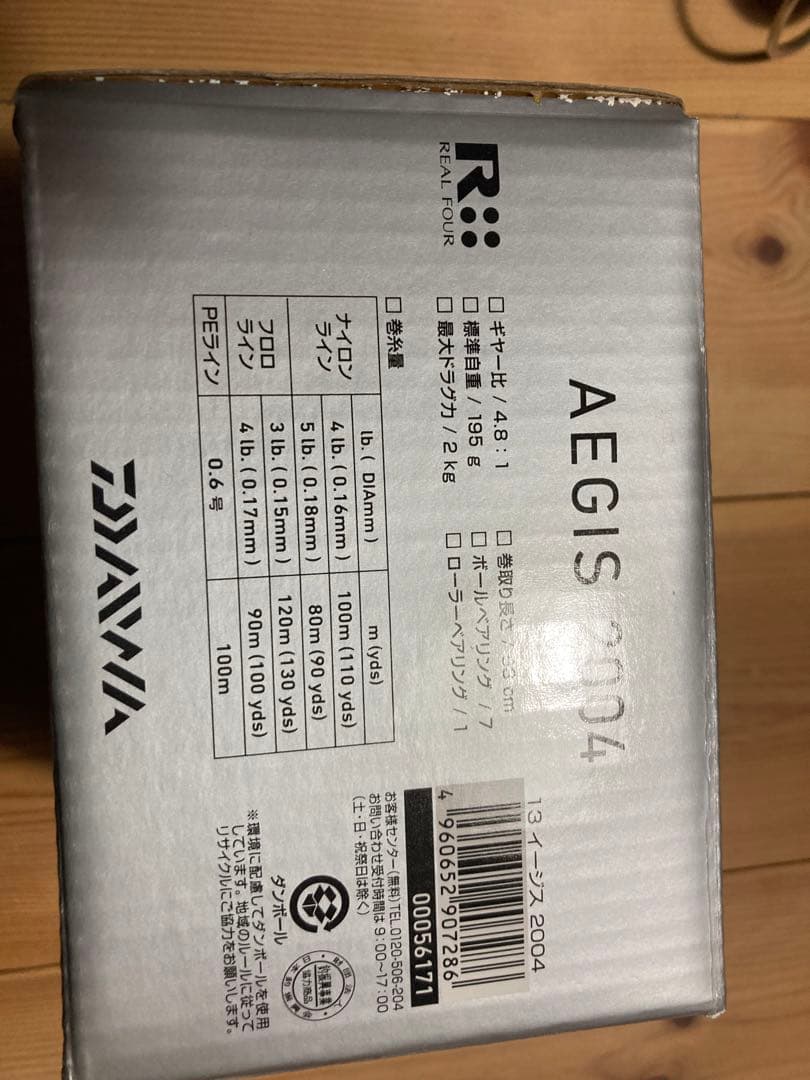 R
REAL FOUR
AEGIS 2004
□ ギヤー比 / 4.8 : 1
□ 標準自重 / 195 g
□ 最大ドラグ力 / 2 kg
□ 巻取り長さ / cm
□ ボールベアリング / 7
□ ローラーベアリング / 1
□ 巻糸量
lb. ( DIAmm ) m (yds)
ナイロンライン 4 lb. ( 0.16mm ) 100m (110 yds)
5 lb. ( 0.18mm ) 80m (90 yds)
フロロライン 3 lb. ( 0.15mm ) 120m (130 yds)
4 lb. ( 0.17mm ) 90m (100 yds)
PEライン 0.6 号 100m
DAIWA
13 イージス 2004
4 960652 907286
00056171
お客様センター(無料)TEL.0120-506-204
お問い合わせ受付時間は 9:00~17:00
(土・日・祝祭日は除く)
ダンボール
釣振興事業
協力商品
※環境に配慮してダンボールを使用
しています。地域のルールに従って
リサイクルにご協力をお願いします。